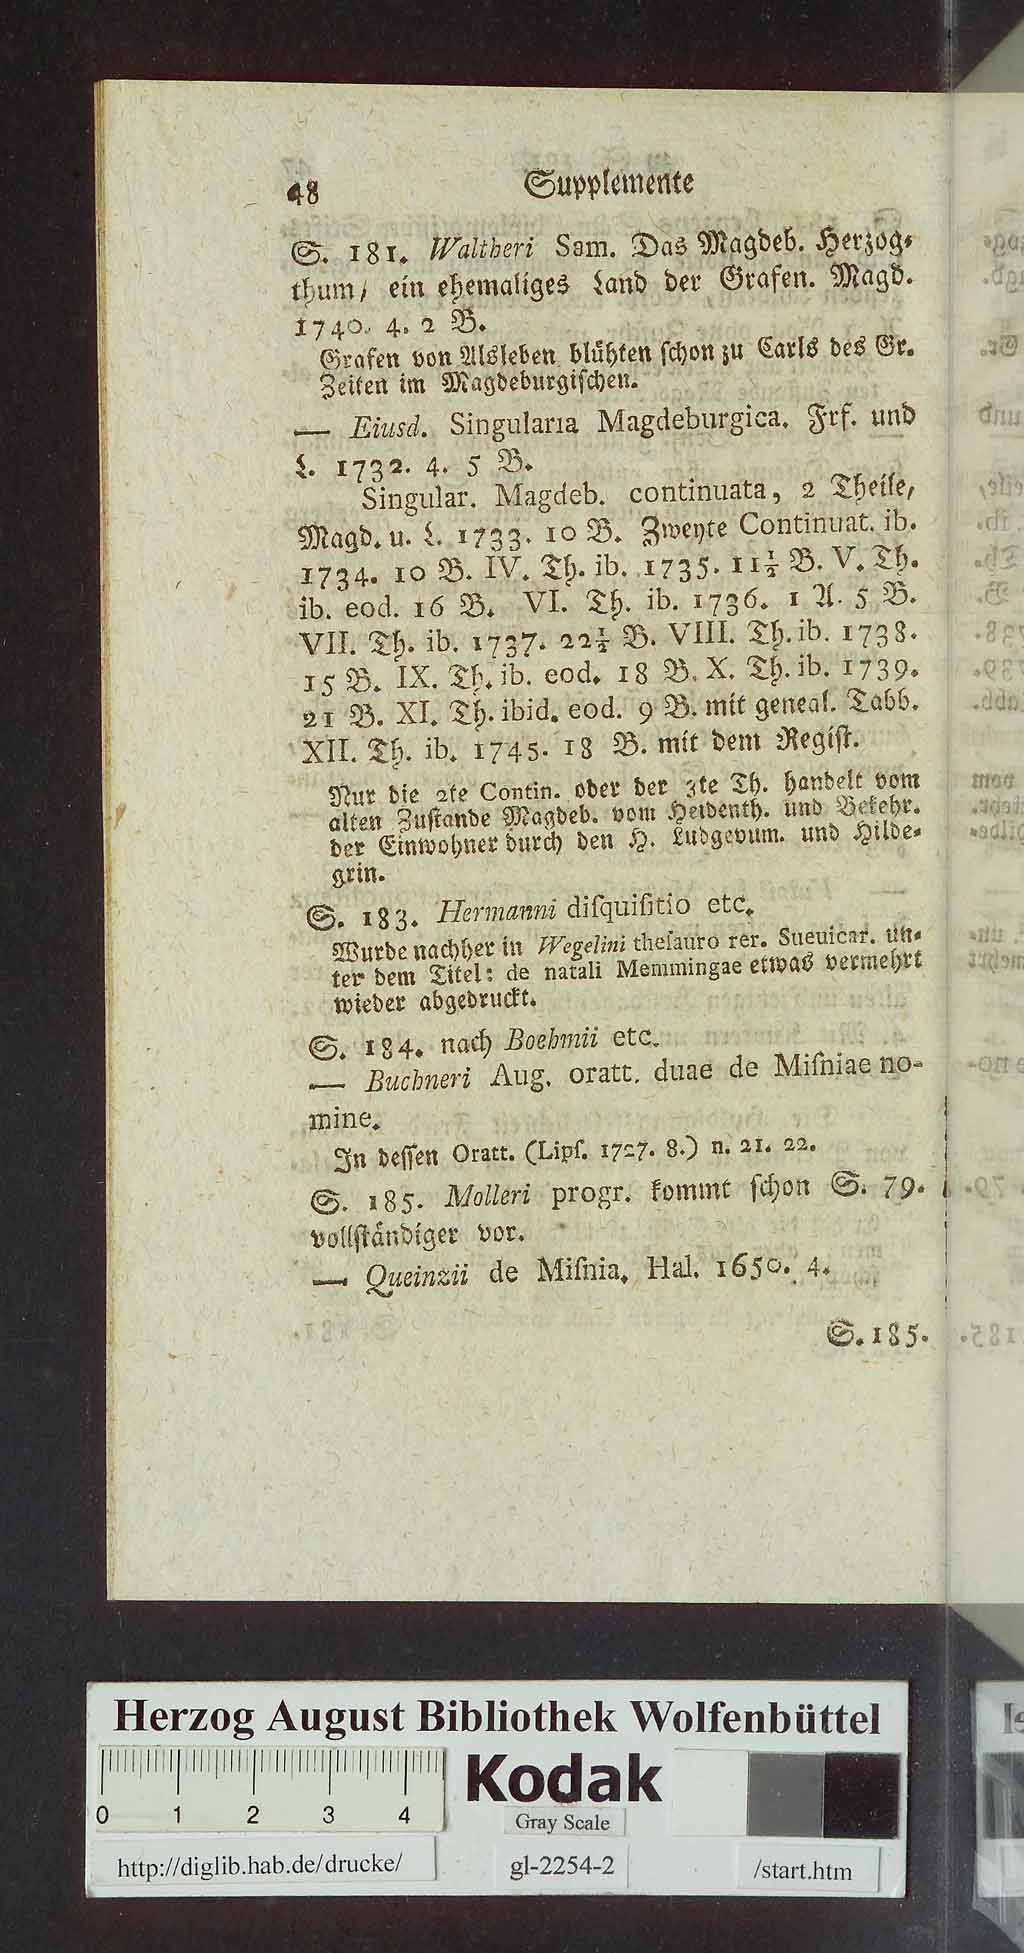 48 Supplemente
S. 181. Waltheri Sam. Das Magdeb. Herzog⸗
thum, ein ehemaliges Land der Grafen. Magd.
1740. 4. 2 B.
Grafen von Alsleben blühten schon zu Carls des Gr.
Zeiten im Magdeburgischen.
— Eiusd. Singularia Magdeburgica. Frf. und
L. 1732. 4. 5 B.
Singular. Magdeb. continuata, 2 Theile,
Magd. u. L. 1733. 10 B. Zweyte Continuat. ib.
1734. 10 B. IV. Th. ib. 1735. 11½ B. V. Th.
ib. eod. 16 B. VI. Th. ib. 1736. 1 A. 5 B.
VII. Th. ib. 1737. 22½ B. VIII. Th. ib. 1738.
15 B. IX. Th. ib. eod. 18 B. X. Th. ib. 1739.
21 B. XI. Th. ibid. eod. 9 B. mit geneal. Tabb.
XII. Th. ib. 1745. 18 B. mit dem Regist.
Nur die 2te Contin. oder der 3te Th. handelt vom
alten Zustande Magdeb. vom Heidenth. und Bekehr.
der Einwohner durch den H. Ludgerum. und Hilde⸗
grin.
S. 183. Hermanni diſquiſitio etc.
Wurde nachher in Wegelini theſauro rer. Sueuicar. un⸗
ter dem Titel: de natali Memmingae etwas vermehrt
wieder abgedruckt.
S. 184. nach Boehmii etc.
— Buchneri Aug. oratt. duae de Miſniae no-
mine.
In dessen Oratt. (Lipſ. 1727. 8.) n. 21. 22.
S. 185. Molleri progr. kommt schon S. 79.
vollständiger vor.
— Queinzii de Miſnia. Hal. 1650. 4.
S. 185.
Herzog August Bibliothek Wolfenbüttel
0 1 2 3 4
Kodak
Gray Scale
http://diglib.hab.de/drucke/ gl-2254-2 /start.htm